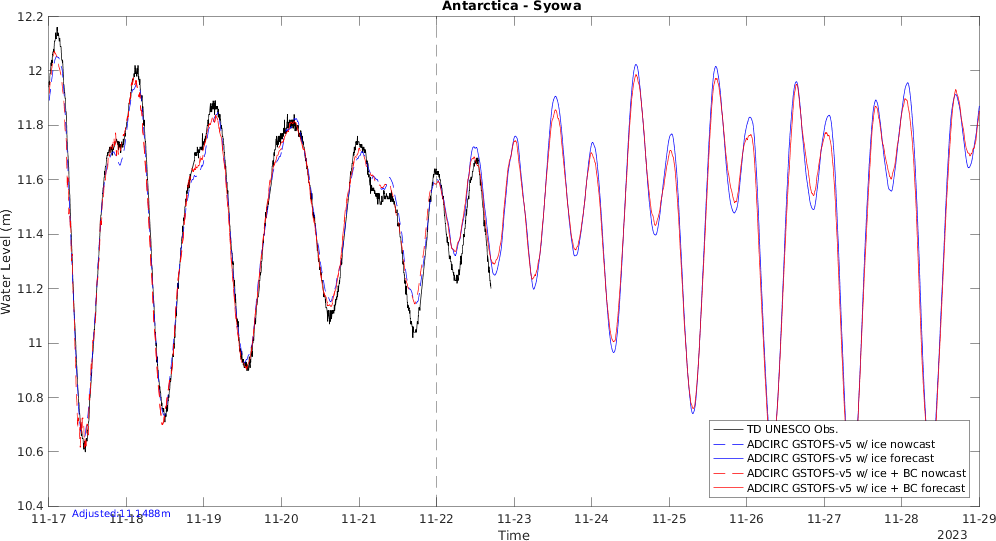 Antarctica - Syowa
12.2
12
11.8
11.6
11.4
11.2
11
10.8
10.6
10.4
Water Level (m)
TD UNESCO Obs.
ADCIRC GSTOFS-v5 w/ ice nowcast
ADCIRC GSTOFS-v5 w/ ice forecast
ADCIRC GSTOFS-v5 w/ ice + BC nowcast
ADCIRC GSTOFS-v5 w/ ice + BC forecast
Adjusted:11.1488m
11-17 11-18 11-19 11-20 11-21 11-22 11-23 11-24 11-25 11-26 11-27 11-28 11-29
Time
2023